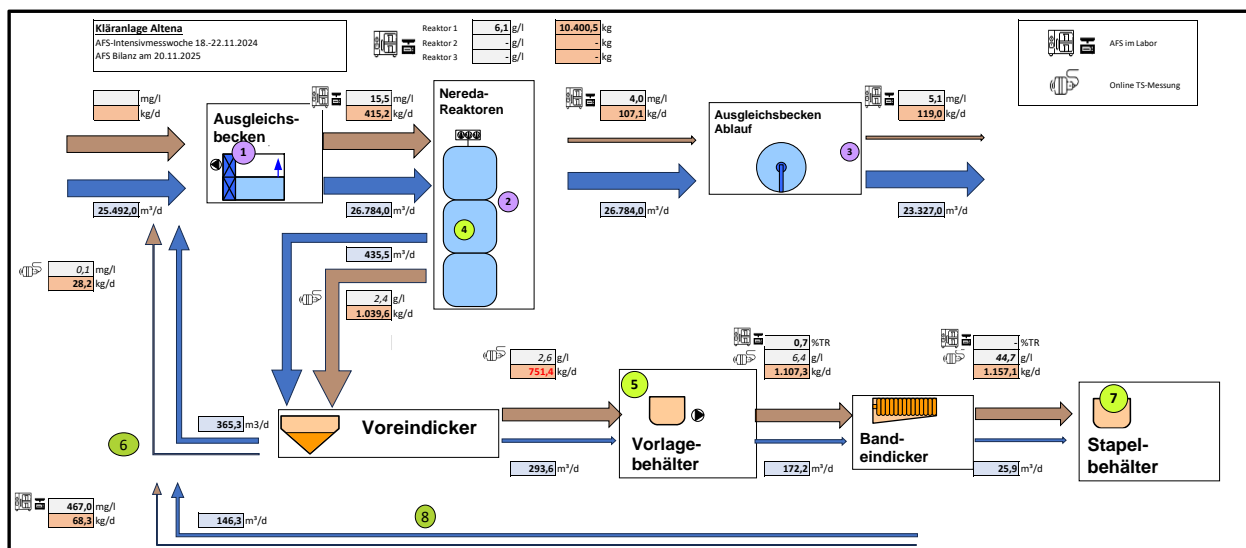 Kläranlage Altena
AFS-Intensivmesswoche 18.-22.11.2024
AFS Bilanz am 20.11.2025
Reaktor 1 6,1 g/l 10.400,5 kg
Reaktor 2 - g/l - kg
Reaktor 3 - g/l - kg
AFS im Labor
Online TS-Messung
mg/l
kg/d
Ausgleichs-
becken
1
25.492,0 m³/d
15,5 mg/l
415,2 kg/d
26.784,0 m³/d
Nereda-
Reaktoren
2
4
4,0 mg/l
107,1 kg/d
26.784,0 m³/d
Ausgleichsbecken
Ablauf
3
5,1 mg/l
119,0 kg/d
23.327,0 m³/d
0,1 mg/l
28,2 kg/d
435,5 m³/d
2,4 g/l
1.039,6 kg/d
365,3 m3/d
6
Voreindicker
2,6 g/l
751,4 kg/d
293,6 m³/d
5
Vorlage-
behälter
0,7 %TR
6,4 g/l
1.107,3 kg/d
172,2 m³/d
Band-
eindicker
- %TR
44,7 g/l
1.157,1 kg/d
25,9 m³/d
7
Stapel-
behälter
467,0 mg/l
68,3 kg/d
146,3 m³/d
8